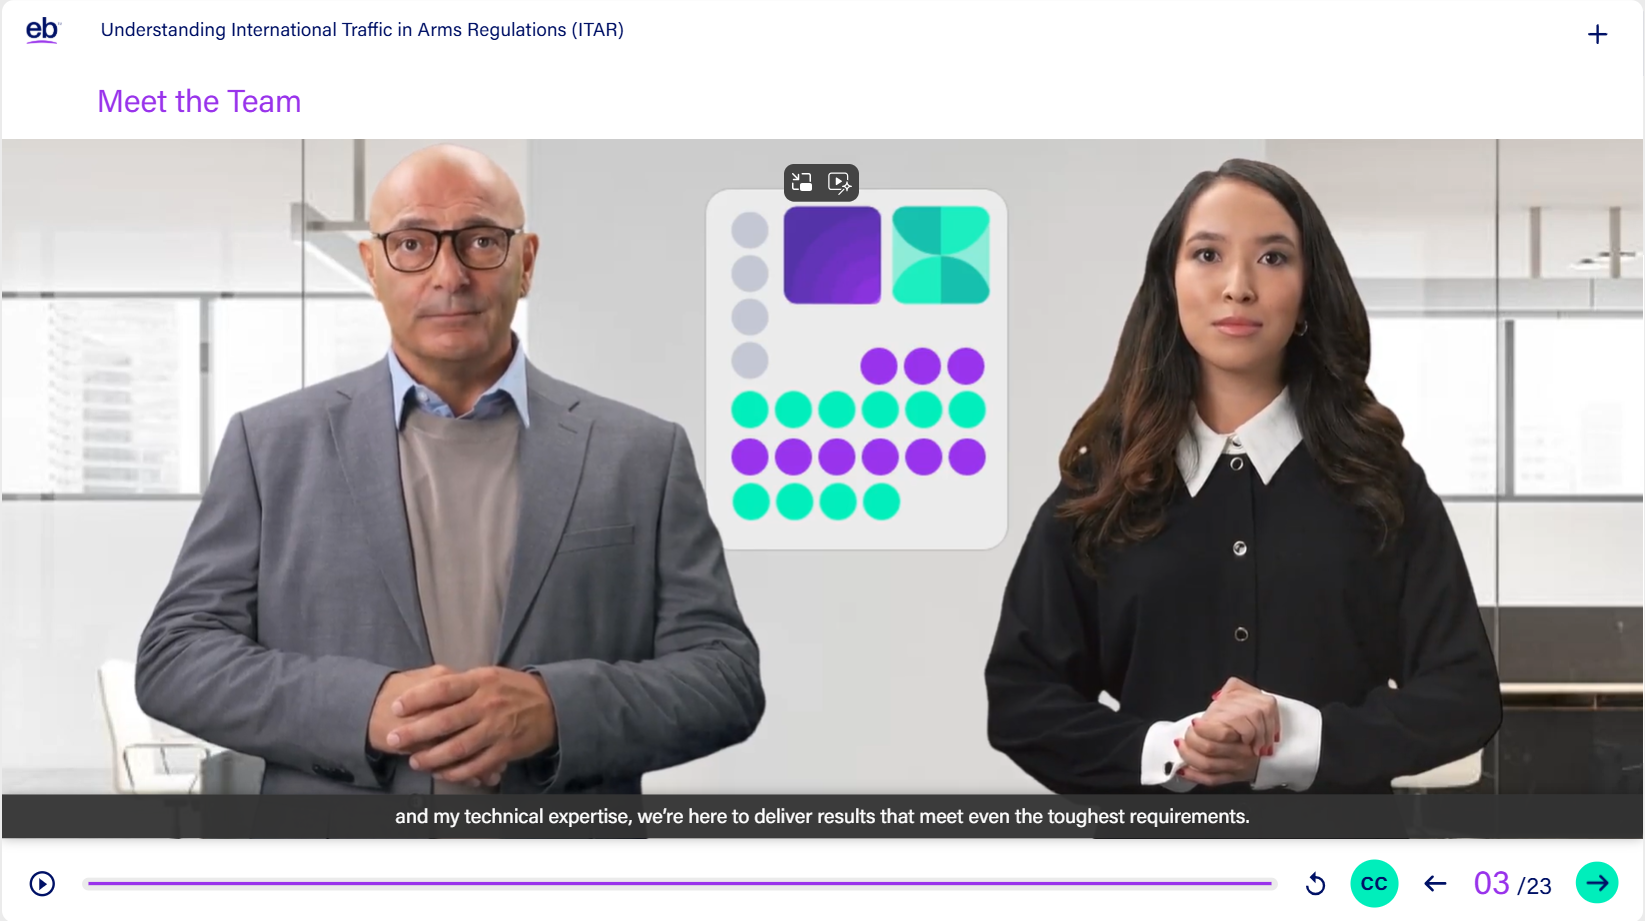 eb
Understanding International Traffic in Arms Regulations (ITAR)
Meet the Team
and my technical expertise, we're here to deliver results that meet even the toughest requirements.
CC
03 /23